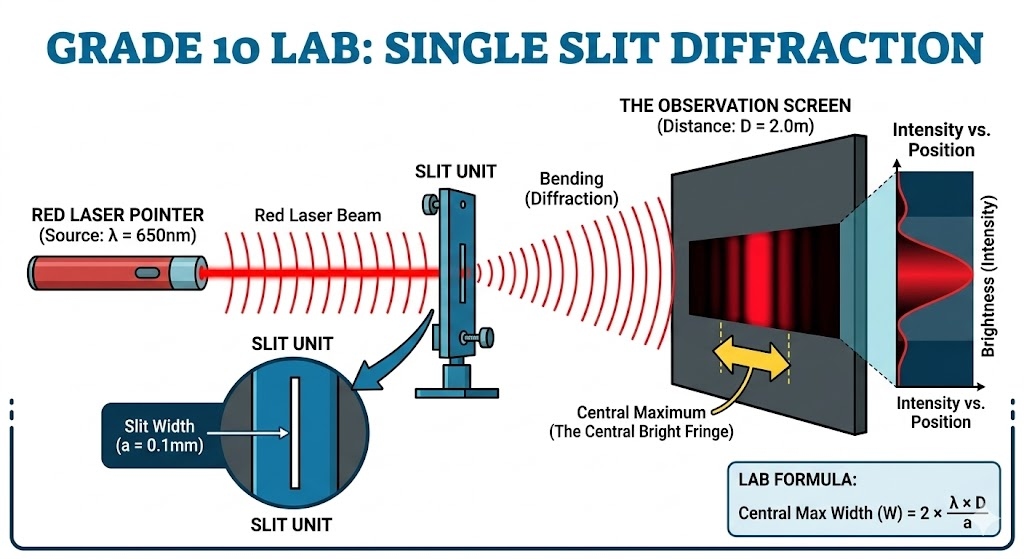 GRADE 10 LAB: SINGLE SLIT DIFFRACTION
THE OBSERVATION SCREEN
(Distance: D = 2.0m)
Intensity vs.
Position
SLIT UNIT
Bending
(Diffraction)
RED LASER POINTER
(Source: λ = 650nm)
Red Laser Beam
Brightness (Intensity)
SLIT UNIT
Slit Width
(a = 0.1mm)
Central Maximum
(The Central Bright Fringe)
Intensity vs.
Position
SLIT UNIT
LAB FORMULA:
Central Max Width (W) = 2 × λ × D / a